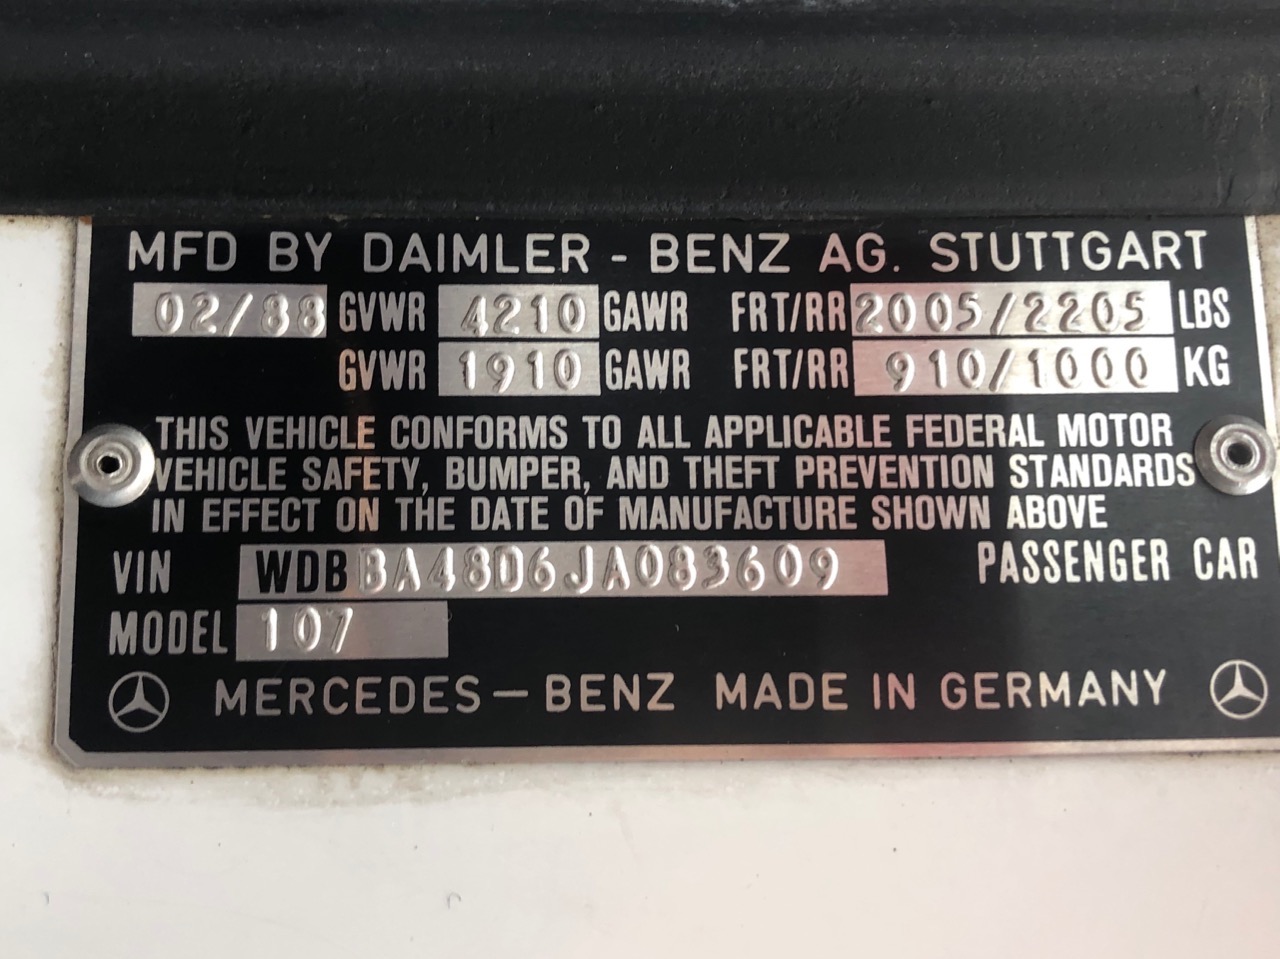 MFD BY DAIMLER - BENZ AG. STUTTGART
02/88 GVWR 4210 GAWR FRT/RR 2005/2205 LBS
GVWR 1910 GAWR FRT/RR 910/1000 KG
THIS VEHICLE CONFORMS TO ALL APPLICABLE FEDERAL MOTOR
VEHICLE SAFETY, BUMPER, AND THEFT PREVENTION STANDARDS
IN EFFECT ON THE DATE OF MANUFACTURE SHOWN ABOVE
VIN WDBBA48D6JA083609 PASSENGER CAR
MODEL 107
MERCEDES-BENZ MADE IN GERMANY